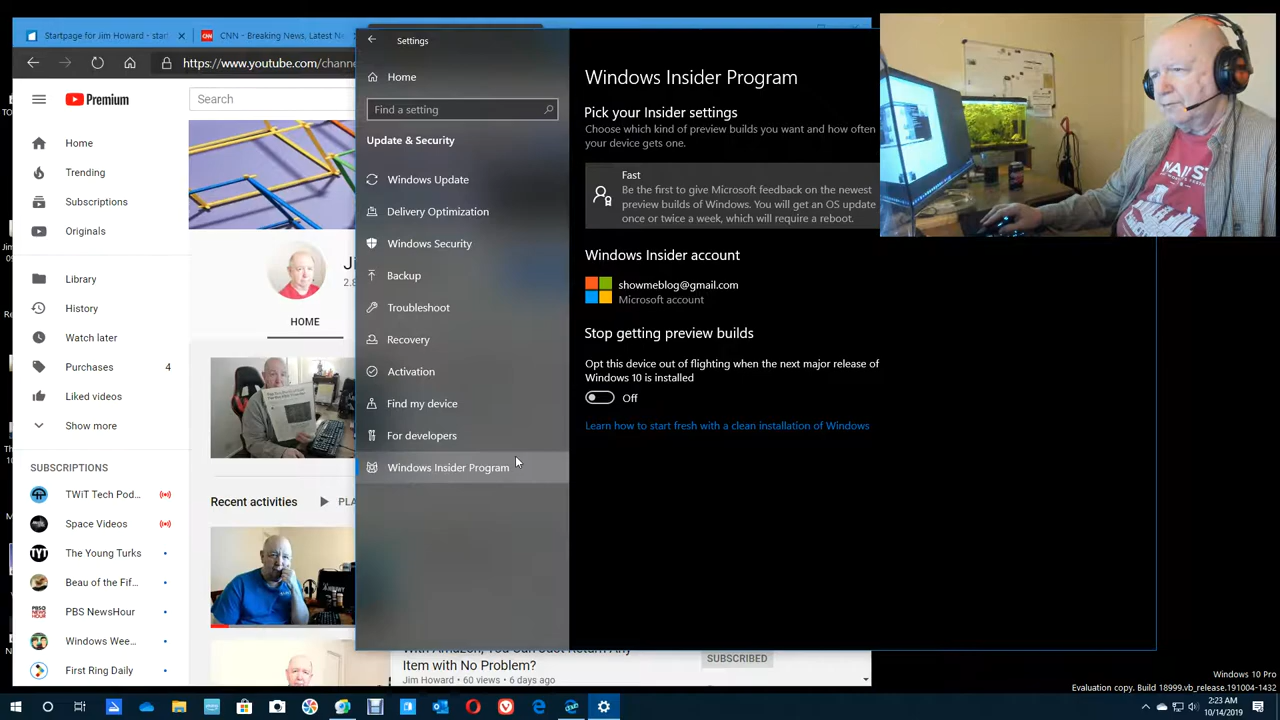 Startpage for Jim Howard - star
CNN - Breaking News, Latest Ne
https://www.youtube.com/channe
Premium
Search
Home
Trending
Subscriptions
Originals
Library
History
Watch later
Purchases 4
Liked videos
Show more
SUBSCRIPTIONS
TWiT Tech Pod...
Space Videos
The Young Turks
Beau of the Fif...
PBS NewsHour
Windows Wee...
First Ring Daily
Ji
2.8
HOME
Recent activities
PLA
With Amazon, You Can Just Return Any
Item with No Problem?
Jim Howard • 60 views • 6 days ago
SUBSCRIBED
Settings
Home
Find a setting
Update & Security
Windows Update
Delivery Optimization
Windows Security
Backup
Troubleshoot
Recovery
Activation
Find my device
For developers
Windows Insider Program
Windows Insider Program
Pick your Insider settings
Choose which kind of preview builds you want and how often
your device gets one.
Fast
Be the first to give Microsoft feedback on the newest
preview builds of Windows. You will get an OS update
once or twice a week, which will require a reboot.
Windows Insider account
showmeblog@gmail.com
Microsoft account
Stop getting preview builds
Opt this device out of flighting when the next major release of
Windows 10 is installed
Off
Learn how to start fresh with a clean installation of Windows
Windows 10 Pro
Evaluation copy. Build 18999.vb_release.191004-1432
2:23 AM
10/14/2019